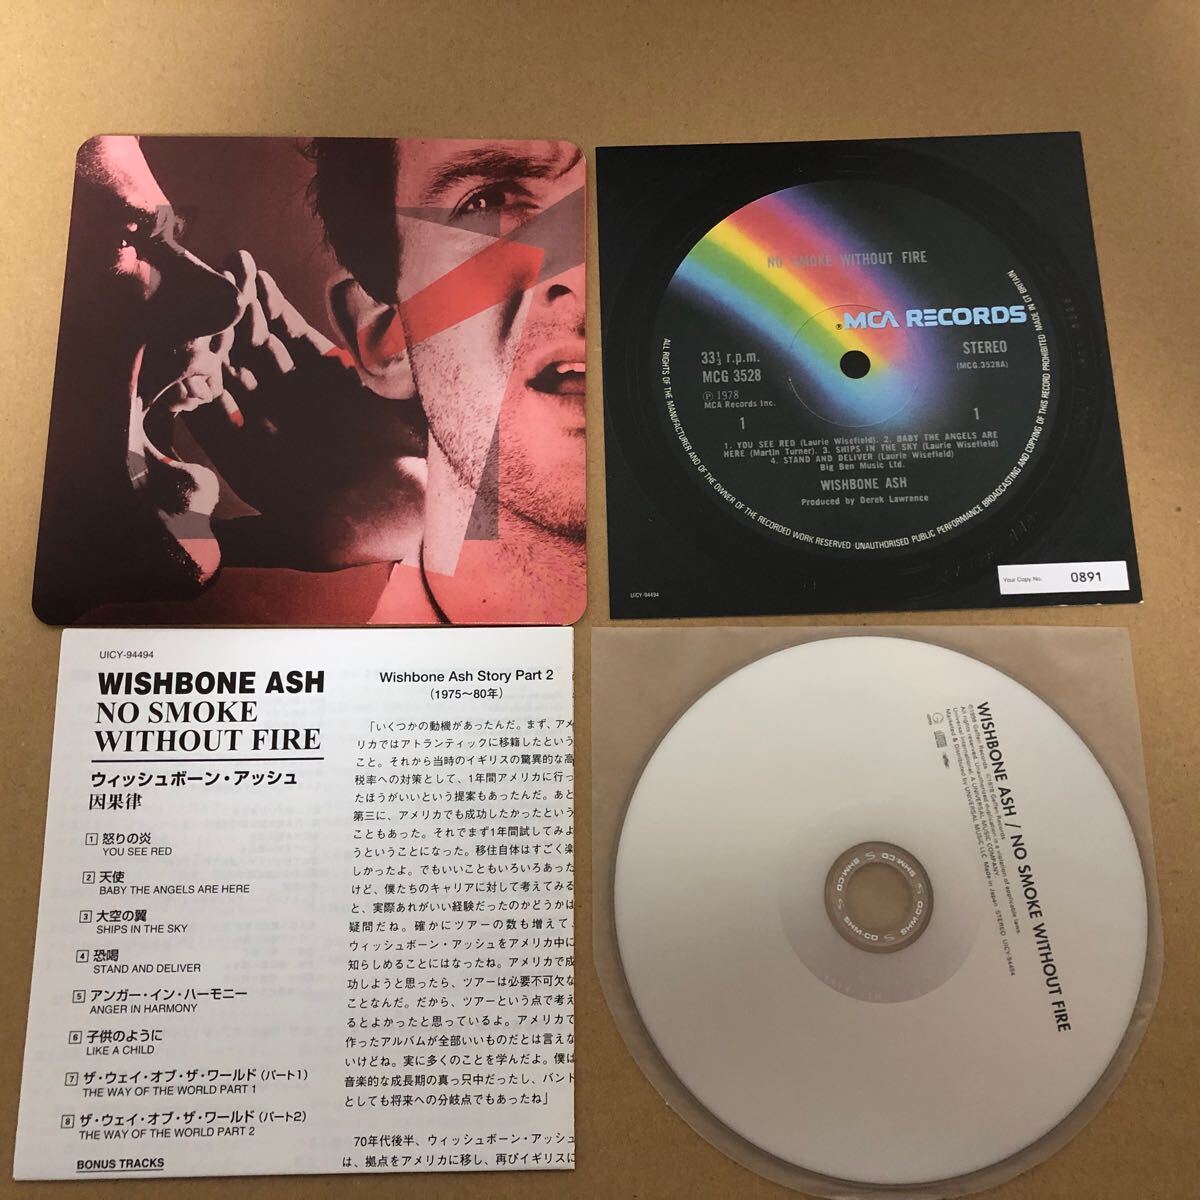 NO SMOKE WITHOUT FIRE
MCA RECORDS
33⅓ r.p.m.
MCG 3528
Ⓟ 1978
MCA Records Inc.
STEREO
(MCG.3528A)
1
1
1. YOU SEE RED (Laurie Wisefield). 2. BABY THE ANGELS ARE
HERE (Martin Turner). 3. SHIPS IN THE SKY (Laurie Wisefield)
4. STAND AND DELIVER (Laurie Wisefield)
Big Ben Music Ltd.
WISHBONE ASH
Produced by Derek Lawrence
ALL RIGHTS OF THE MANUFACTURER AND OF THE OWNER OF THE RECORDED WORK RESERVED UNAUTHORISED PUBLIC PERFORMANCE BROADCASTING AND COPYING OF THIS RECORD PROHIBITED MADE IN GT BRITAIN
UICY-94494
Your Copy No. 0891
UICY-94494
WISHBONE ASH
NO SMOKE
WITHOUT FIRE
ウィッシュボーン・アッシュ
因果律
1 怒りの炎
YOU SEE RED
2 天使
BABY THE ANGELS ARE HERE
3 大空の翼
SHIPS IN THE SKY
4 恐喝
STAND AND DELIVER
5 アンガー・イン・ハーモニー
ANGER IN HARMONY
6 子供のように
LIKE A CHILD
7 ザ・ウェイ・オブ・ザ・ワールド(パート1)
THE WAY OF THE WORLD PART 1
8 ザ・ウェイ・オブ・ザ・ワールド(パート2)
THE WAY OF THE WORLD PART 2
BONUS TRACKS
Wishbone Ash Story Part 2
(1975〜80年)
「いくつかの動機があったんだ。まず、アメ
リカではアトランティックに移籍したという
こと。それから当時のイギリスの驚異的な高
税率への対策として、1年間アメリカに行っ
たほうがいいという提案もあったんだ。あと
第三に、アメリカでも成功したかったという
こともあった。それでまず1年間試してみよ
うということになった。移住自体はすごく楽
しかったよ。でもいいこともいろいろあった
けど、僕たちのキャリアに対して考えてみる
と、実際あれがいい経験だったのかどうかは
疑問だね。確かにツアーの数も増えて、
ウィッシュボーン・アッシュをアメリカ中に
知らしめることにはなったね。アメリカで成
功しようと思ったら、ツアーは必要不可欠な
ことなんだ。だから、ツアーという点で考え
るとよかったと思っているよ。アメリカで
作ったアルバムが全部いいものだとは言えな
いけどね。実に多くのことを学んだよ。僕は
音楽的な成長期の真っ只中だったし、バンド
としても将来への分岐点でもあったね」
70年代後半、ウィッシュボーン・アッシュ
は、拠点をアメリカに移し、再びイギリスに
WISHBONE ASH / NO SMOKE WITHOUT FIRE
All rights reserved. Unauthorized duplication is a violation of applicable laws.
Universal International, A UNIVERSAL MUSIC COMPANY.
Marketed & Distributed by UNIVERSAL MUSIC LLC Made in Japan STEREO UICY-94494
SHM-CD SHM-CD SHM-CD SHM-CD